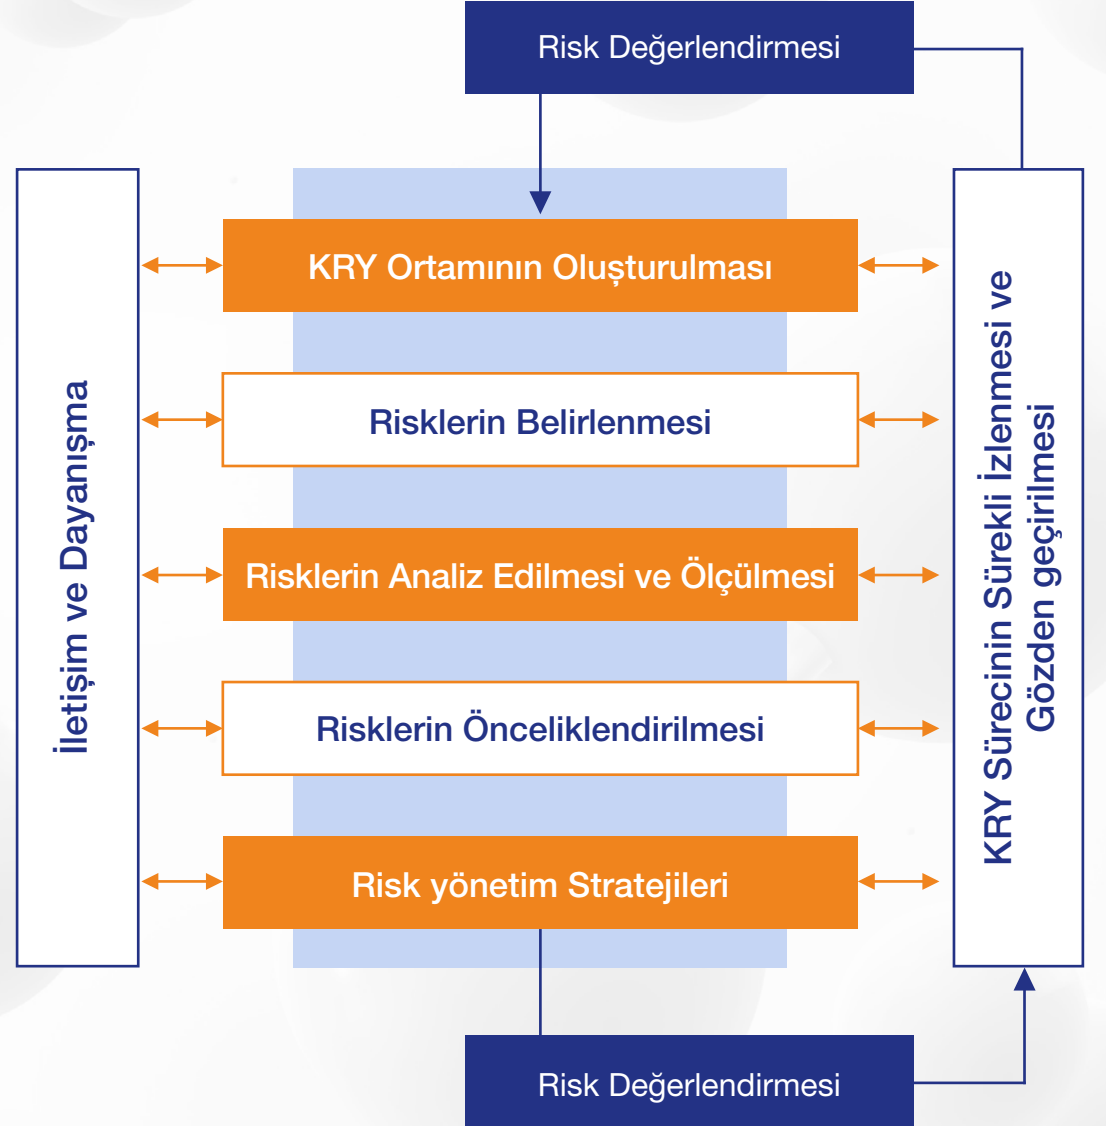 Risk Değerlendirmesi
İletişim ve Dayanışma
KRY Ortamının Oluşturulması
Risklerin Belirlenmesi
Risklerin Analiz Edilmesi ve Ölçülmesi
Risklerin Önceliklendirilmesi
Risk yönetim Stratejileri
KRY Sürecinin Sürekli İzlenmesi ve
Gözden geçirilmesi
Risk Değerlendirmesi